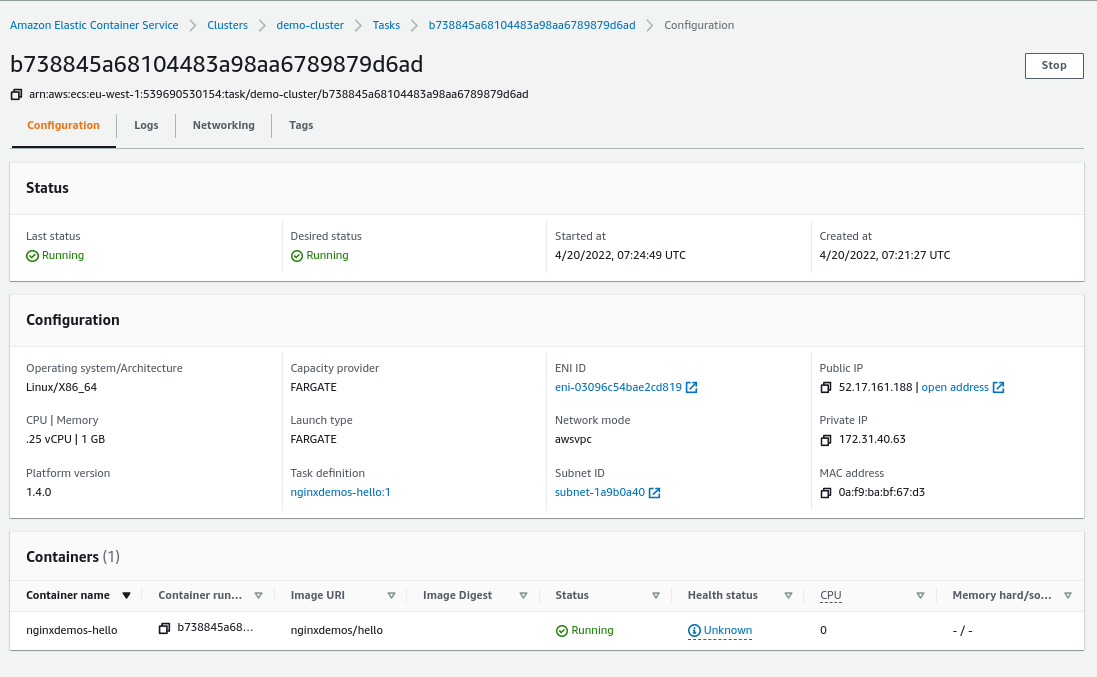 Amazon Elastic Container Service > Clusters > demo-cluster > Tasks > b738845a68104483a98aa6789879d6ad > Configuration
b738845a68104483a98aa6789879d6ad
Stop
arn:aws:ecs:eu-west-1:539690530154:task/demo-cluster/b738845a68104483a98aa6789879d6ad
Configuration Logs Networking Tags
Status
Last status Desired status Started at Created at
Running Running 4/20/2022, 07:24:49 UTC 4/20/2022, 07:21:27 UTC
Configuration
Operating system/Architecture Capacity provider ENI ID Public IP
Linux/X86_64 FARGATE eni-03096c54bae2cd819 52.17.161.188 | open address
CPU | Memory Launch type Network mode Private IP
.25 vCPU | 1 GB FARGATE awsvpc 172.31.40.63
Platform version Task definition Subnet ID MAC address
1.4.0 nginxdemos-hello:1 subnet-1a9b0a40 0a:f9:ba:bf:67:d3
Containers (1)
Container name Container run... Image URI Image Digest Status Health status CPU Memory hard/so...
nginxdemos-hello b738845a68... nginxdemos/hello Running Unknown 0 - / -